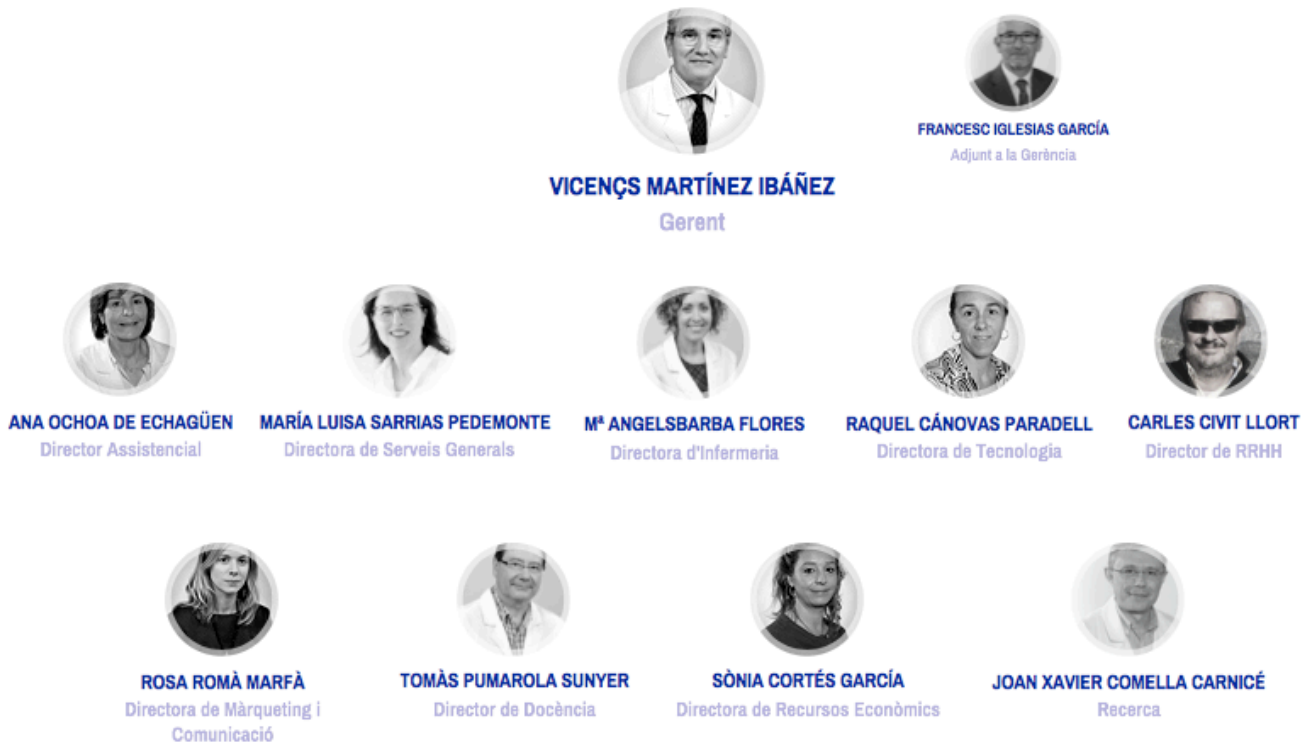 FRANCESC IGLESIAS GARCÍA
Adjunt a la Gerència
VICENÇS MARTÍNEZ IBÁÑEZ
Gerent
ANA OCHOA DE ECHAGÜEN
Director Assistencial
MARÍA LUISA SARRIAS PEDEMONTE
Directora de Serveis Generals
Mª ANGELSBARBA FLORES
Directora d'Infermeria
RAQUEL CÁNOVAS PARADELL
Directora de Tecnologia
CARLES CIVIT LLORT
Director de RRHH
ROSA ROMÀ MARFÀ
Directora de Màrqueting i
Comunicació
TOMÀS PUMAROLA SUNYER
Director de Docència
SÒNIA CORTÉS GARCÍA
Directora de Recursos Econòmics
JOAN XAVIER COMELLA CARNICÉ
Recerca